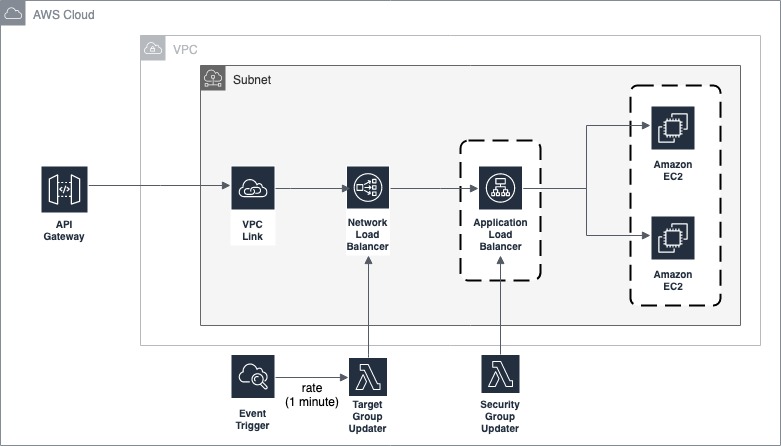 AWS Cloud
VPC
Subnet
Amazon
EC2
API
Gateway
VPC
Link
Network
Load
Balancer
Application
Load
Balancer
Amazon
EC2
rate
(1 minute)
Event
Trigger
Target
Group
Updater
Security
Group
Updater